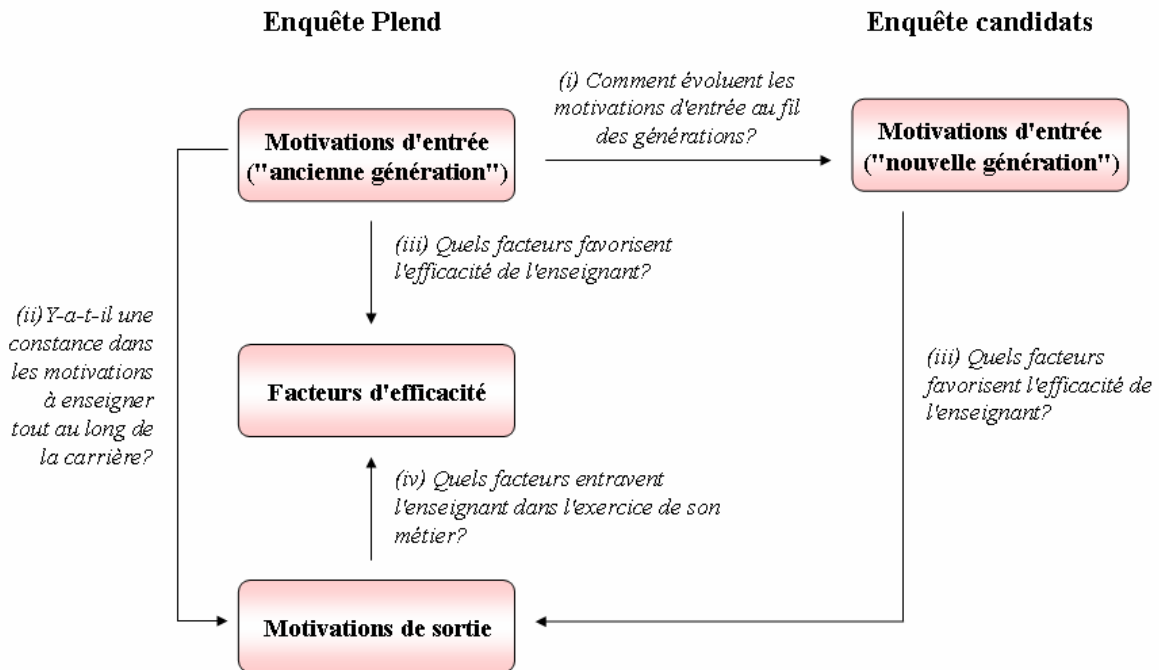 Enquête Plend
Enquête candidats
(i) Comment évoluent les
motivations d'entrée au fil
des générations?
Motivations d'entrée
("ancienne génération")
Motivations d'entrée
("nouvelle génération")
(iii) Quels facteurs favorisent
l'efficacité de l'enseignant?
(ii)Y-a-t-il une
constance dans
les motivations
à enseigner
tout au long de
la carrière?
Facteurs d'efficacité
(iii) Quels facteurs
favorisent l'efficacité de
l'enseignant?
(iv) Quels facteurs entravent
l'enseignant dans l'exercice de son
métier?
Motivations de sortie